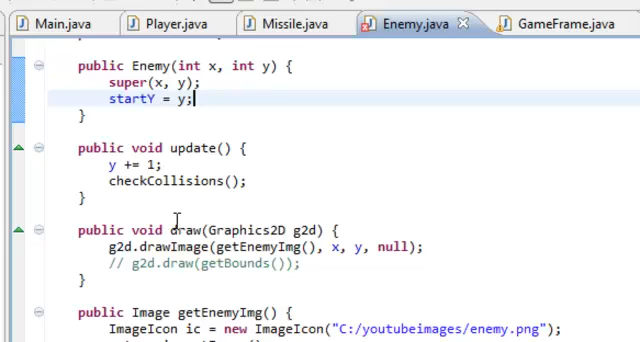 Main.java Player.java Missile.java Enemy.java GameFrame.java
public Enemy(int x, int y) {
super(x, y);
startY = y;
}
public void update() {
y += 1;
checkCollisions();
}
public void draw(Graphics2D g2d) {
g2d.drawImage(getEnemyImg(), x, y, null);
// g2d.draw(getBounds());
}
public Image getEnemyImg() {
ImageIcon ic = new ImageIcon("C:/youtubeimages/enemy.png");